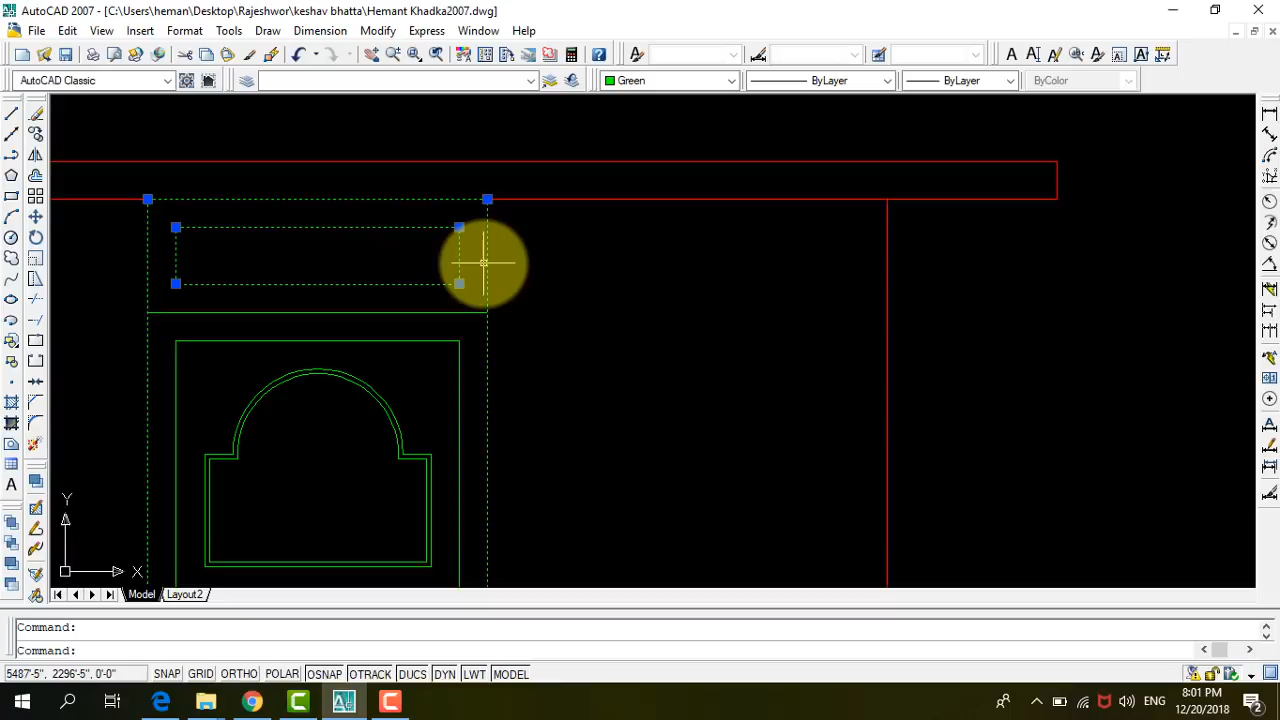 AutoCAD 2007 - [C:\Users\heman\Desktop\Rajeshwor\keshav bhatta\Hemant Khadka2007.dwg]
File Edit View Insert Format Tools Draw Dimension Modify Express Window Help
AutoCAD Classic Green ByLayer ByLayer ByColor
Y
X
Model Layout2
Command:
Command:
5487'-5", 2296'-5", 0'-0" SNAP GRID ORTHO POLAR OSNAP OTRACK DUCS DYN LWT MODEL
ENG 8:01 PM
12/20/2018 2